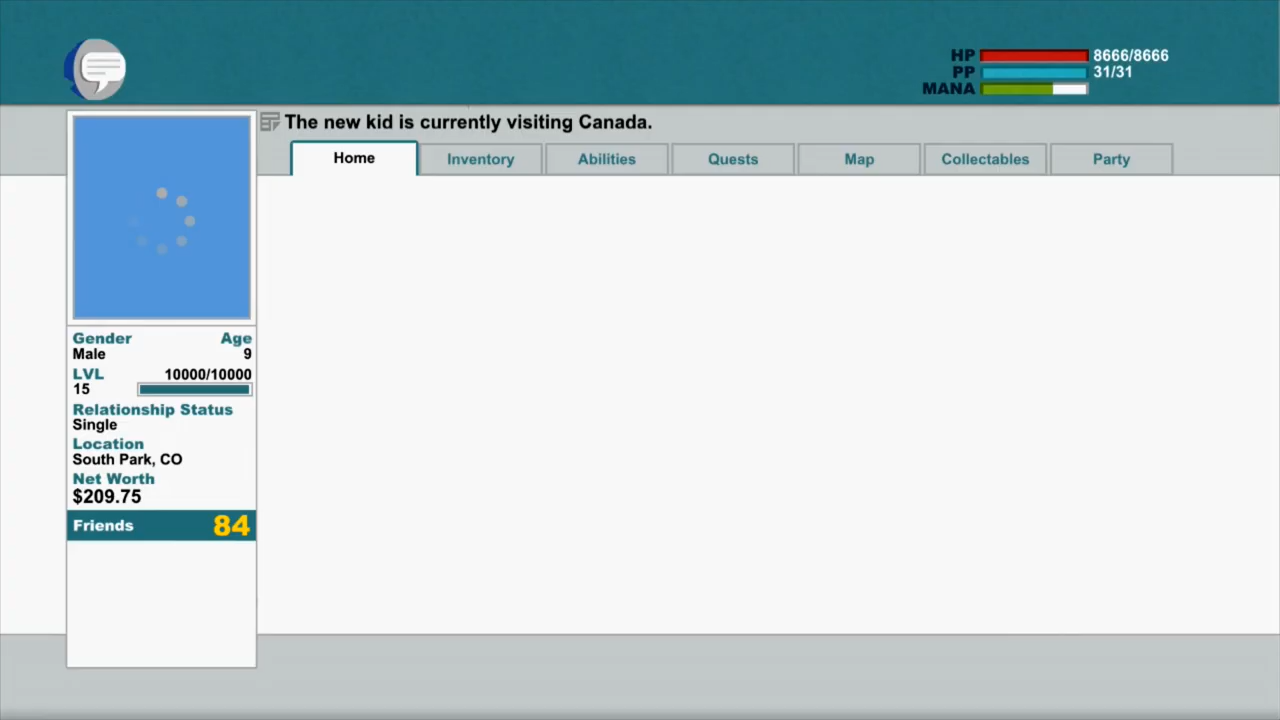 HP 8666/8666
PP 31/31
MANA
The new kid is currently visiting Canada.
Home Inventory Abilities Quests Map Collectables Party
Gender Age
Male 9
LVL 10000/10000
15
Relationship Status
Single
Location
South Park, CO
Net Worth
$209.75
Friends 84